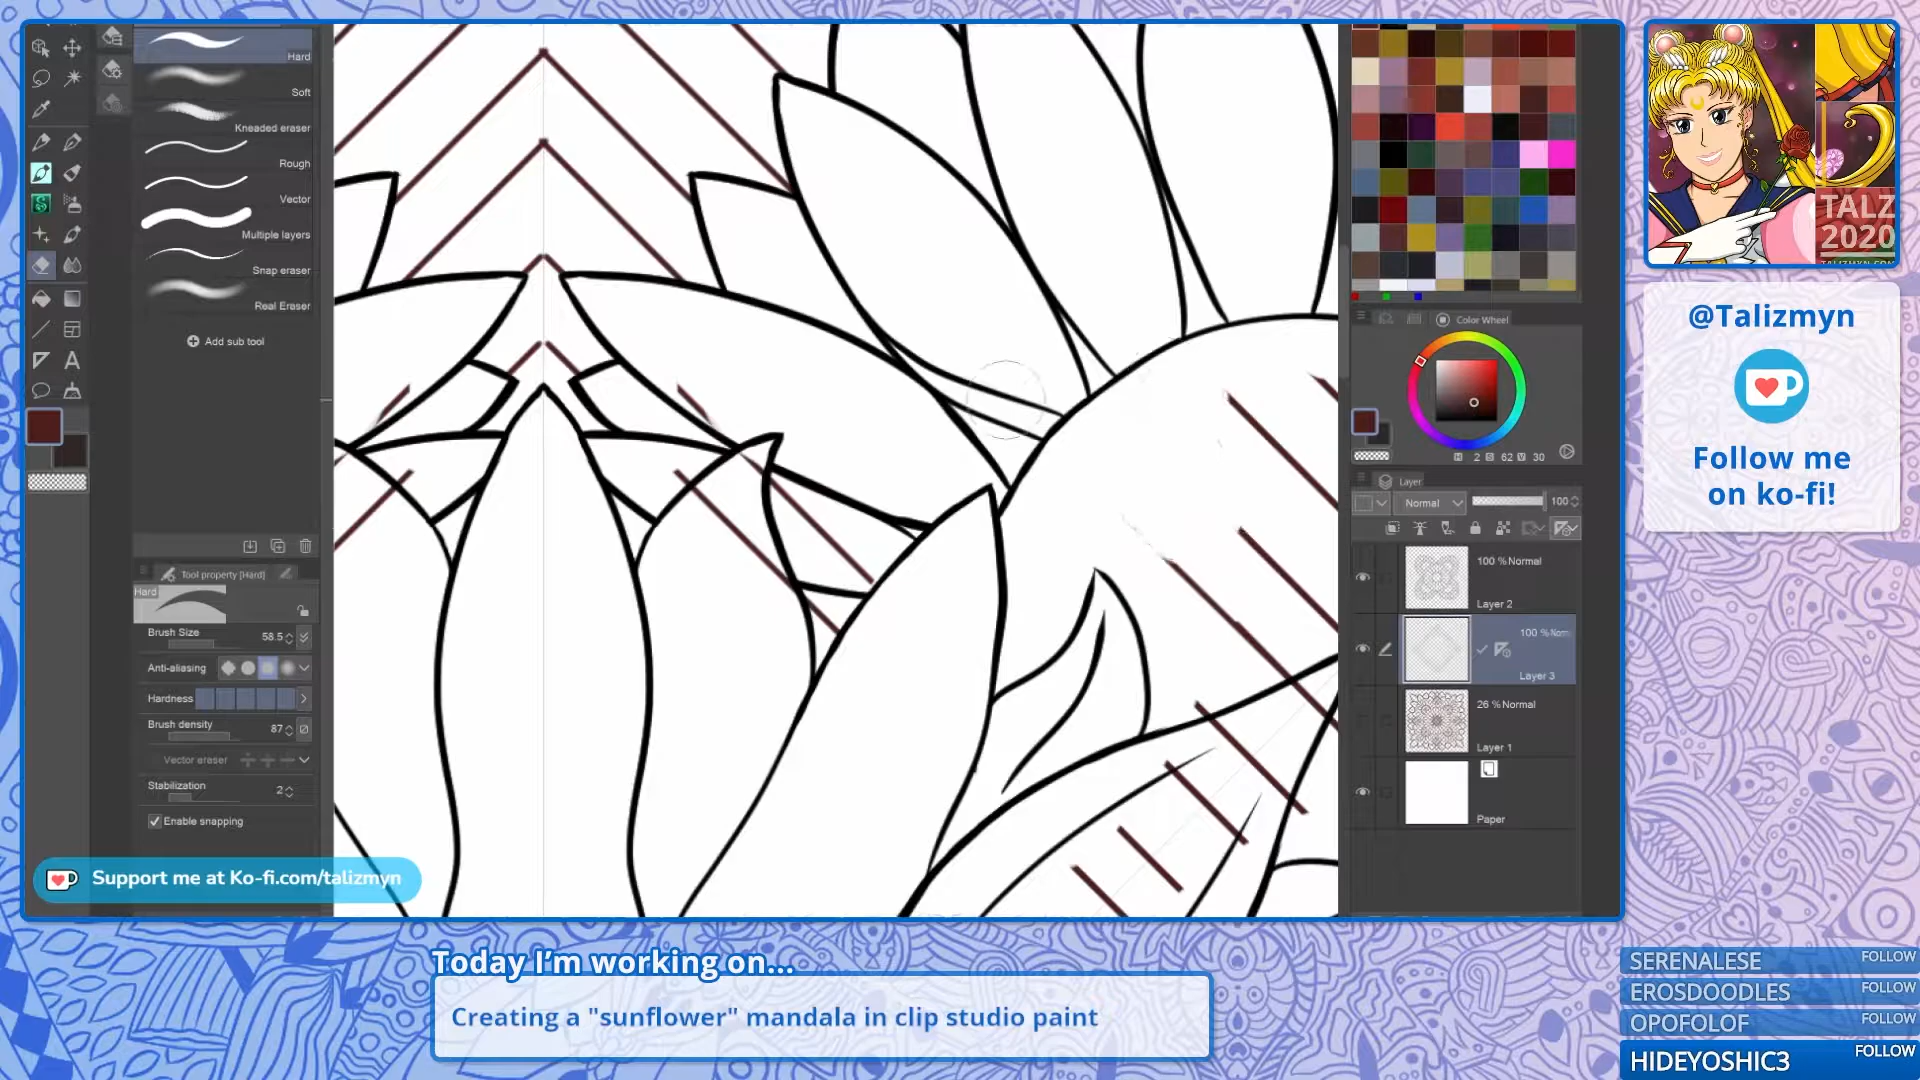 Hard
Soft
Kneaded eraser
Rough
Vector
Multiple layers
Snap eraser
Real Eraser
Add sub tool
Tool property [Hard]
Hard
Brush Size 58.5
Anti-aliasing
Hardness
Brush density 87
Vector eraser
Stabilization 2
Enable snapping
Support me at Ko-fi.com/talizmyn
Color Wheel
H 2 S 62 V 30
Layer
Normal 100
100 % Normal
Layer 2
100 % Norm
Layer 3
26 % Normal
Layer 1
Paper
TALZ
2020
TALIZMYN.COM
@Talizmyn
Follow me
on ko-fi!
Today I'm working on...
Creating a "sunflower" mandala in clip studio paint
SERENALESE FOLLOW
EROSDOODLES FOLLOW
OPOFOLOF FOLLOW
HIDEYOSHIC3 FOLLOW